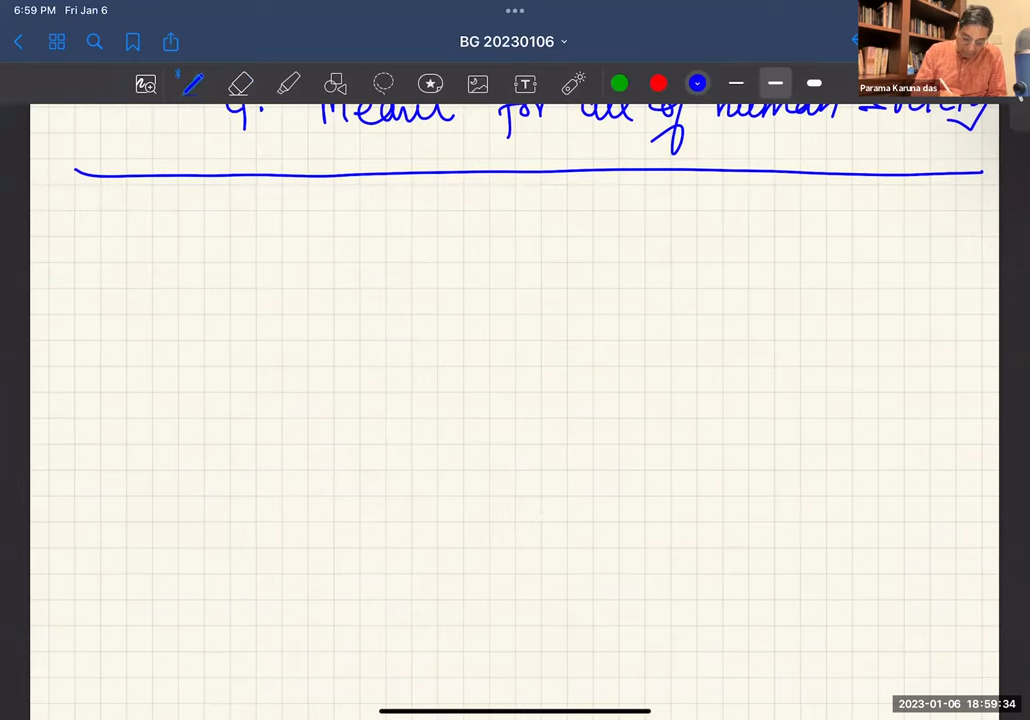 6:59 PM Fri Jan 6
BG 20230106
Parama Karuna das
4. Meant for all of human society
2023-01-06 18:59:34